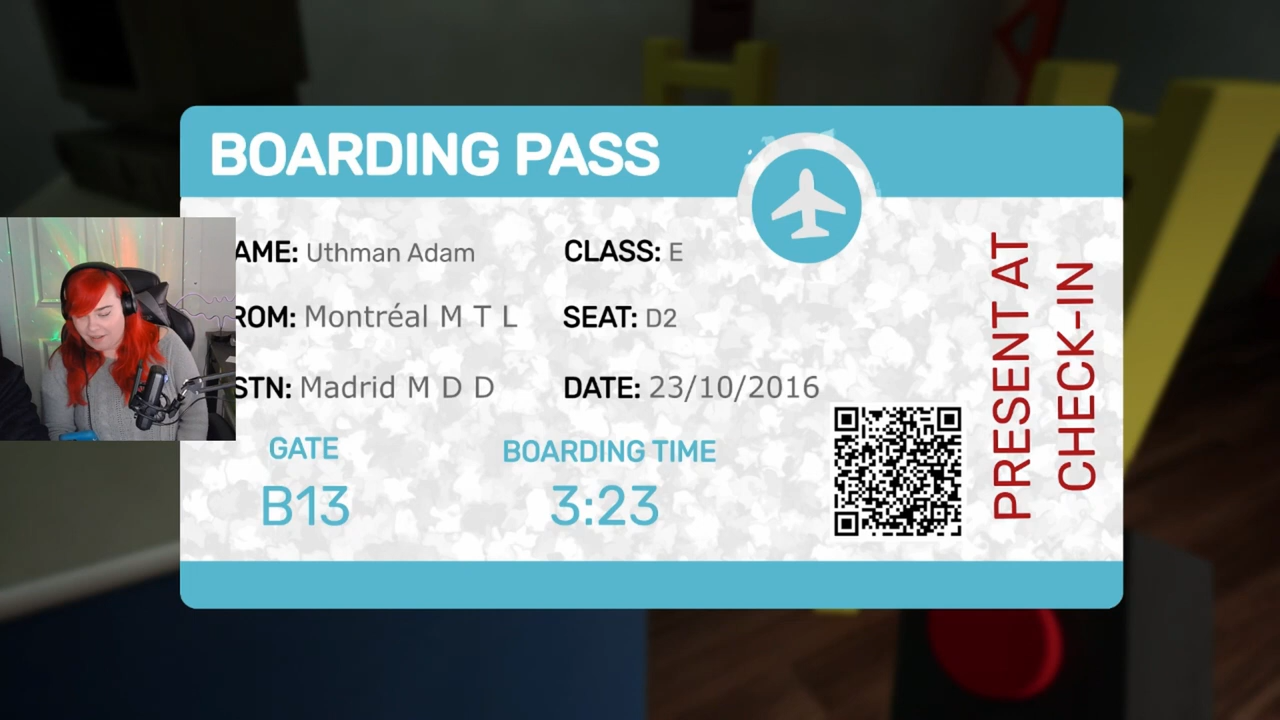 BOARDING PASS
AME: Uthman Adam
CLASS: E
ROM: Montréal M T L
SEAT: D2
STN: Madrid M D D
DATE: 23/10/2016
GATE
BOARDING TIME
B13
3:23
PRESENT AT
CHECK-IN